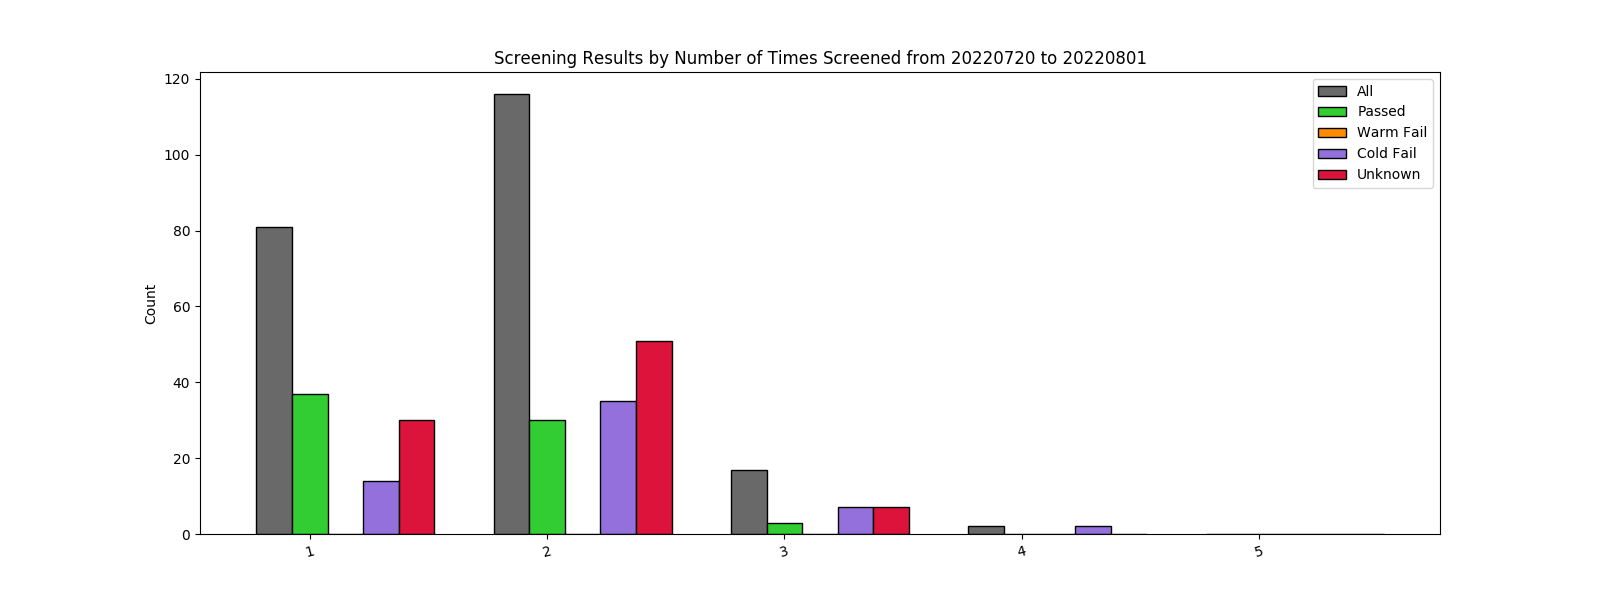 Screening Results by Number of Times Screened from 20220720 to 20220801
120
100
80
60
40
20
0
Count
All
Passed
Warm Fail
Cold Fail
Unknown
1
2
3
4
5